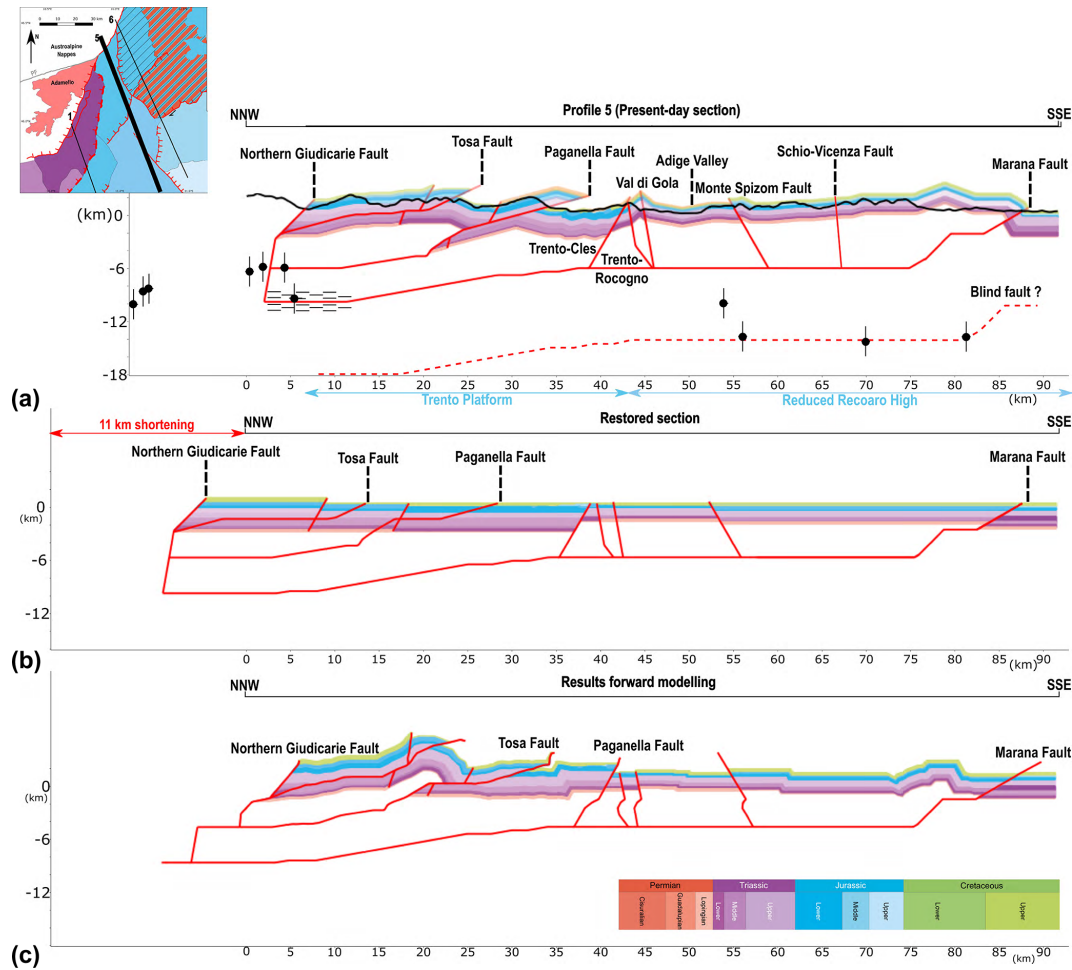 0 10 20 30 km
6
N
5
Austroalpine
Nappes
Adamello
1
NNW
Profile 5 (Present-day section)
SSE
Tosa Fault
Northern Giudicarie Fault
Paganella Fault
Adige Valley
Schio-Vicenza Fault
Marana Fault
Val di Gola
Monte Spizom Fault
(km)
0
Trento-Cles
Trento-
Rocogno
-6
Blind fault ?
-12
-18
0 5 10 15 20 25 30 35 40 45 50 55 60 65 70 75 80 85 90
(km)
Trento Platform
Reduced Recoaro High
(a)
11 km shortening
NNW
Restored section
SSE
Northern Giudicarie Fault
Tosa Fault
Paganella Fault
Marana Fault
0
(km)
-6
-12
0 5 10 15 20 25 30 35 40 45 50 55 60 65 70 75 80 85 90
(km)
(b)
NNW
Results forward modelling
SSE
Northern Giudicarie Fault
Tosa Fault
Paganella Fault
Marana Fault
0
(km)
-6
-12
Permian Triassic Jurassic Cretaceous
Cisuralian Guadalupian Lopingian Lower Middle Upper Lower Middle Upper Lower Upper
0 5 10 15 20 25 30 35 40 45 50 55 60 65 70 75 80 85 90
(km)
(c)